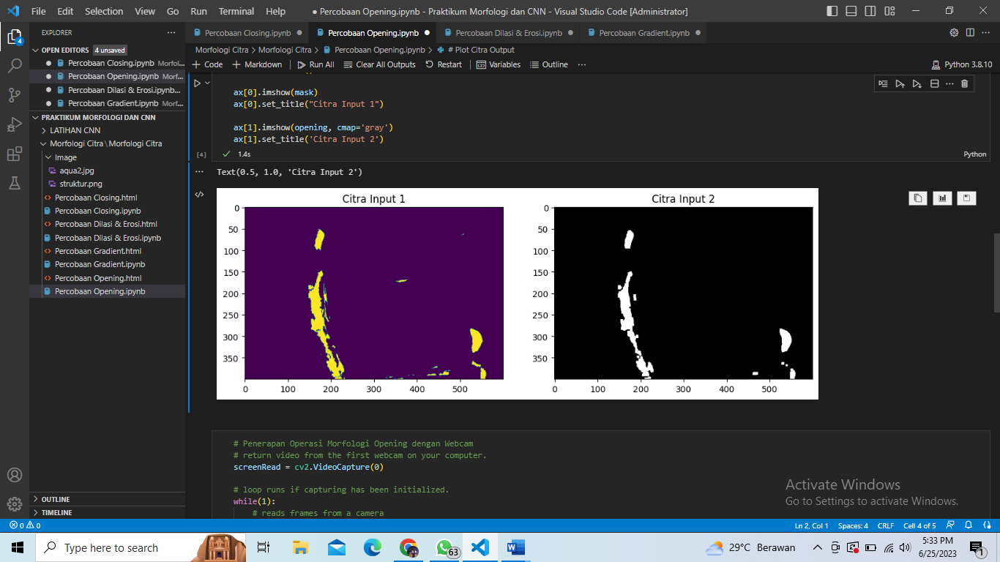 File Edit Selection View Go Run Terminal Help
● Percobaan Opening.ipynb - Praktikum Morfologi dan CNN - Visual Studio Code [Administrator]
EXPLORER
OPEN EDITORS 4 unsaved
Percobaan Closing.ipynb Morfol...
Percobaan Opening.ipynb Morf...
Percobaan Dilasi & Erosi.ipynb...
Percobaan Gradient.ipynb Morf...
PRAKTIKUM MORFOLOGI DAN CNN
LATIHAN CNN
Morfologi Citra \ Morfologi Citra
Image
aqua2.jpg
struktur.png
Percobaan Closing.html
Percobaan Closing.ipynb
Percobaan Dilasi & Erosi.html
Percobaan Dilasi & Erosi.ipynb
Percobaan Gradient.html
Percobaan Gradient.ipynb
Percobaan Opening.html
Percobaan Opening.ipynb
OUTLINE
TIMELINE
4
Percobaan Closing.ipynb
Percobaan Opening.ipynb
Percobaan Dilasi & Erosi.ipynb
Percobaan Gradient.ipynb
Morfologi Citra > Morfologi Citra > Percobaan Opening.ipynb > # Plot Citra Output
+ Code + Markdown Run All Clear All Outputs Restart Variables Outline ...
Python 3.8.10
ax[0].imshow(mask)
ax[0].set_title("Citra Input 1")
ax[1].imshow(opening, cmap='gray')
ax[1].set_title('Citra Input 2')
[4] 1.4s
Python
Text(0.5, 1.0, 'Citra Input 2')
Citra Input 1
0
50
100
150
200
250
300
350
0 100 200 300 400 500
Citra Input 2
0
50
100
150
200
250
300
350
0 100 200 300 400 500
# Penerapan Operasi Morfologi Opening dengan Webcam
# return video from the first webcam on your computer.
screenRead = cv2.VideoCapture(0)
# loop runs if capturing has been initialized.
while(1):
# reads frames from a camera
Activate Windows
Go to Settings to activate Windows.
0 0
Ln 2, Col 1 Spaces: 4 CRLF Cell 4 of 5
Type here to search
63
29°C Berawan
5:33 PM
6/25/2023
1